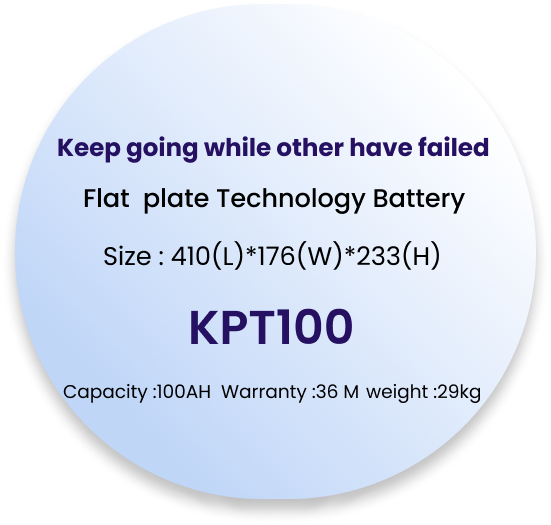 Keep going while other have failed
Flat plate Technology Battery
Size : 410(L)*176(W)*233(H)
KPT100
Capacity :100AH Warranty :36 M weight :29kg